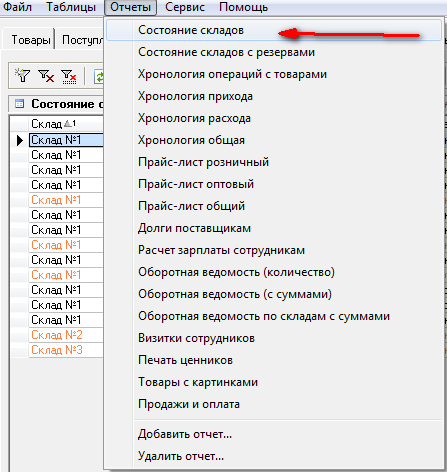 Файл Таблицы Отчеты Сервис Помощь
Товары Поступл
Состояние с
Склад 1
Склад №1
Склад №1
Склад №1
Склад №1
Склад №1
Склад №1
Склад №1
Склад №1
Склад №1
Склад №1
Склад №1
Склад №1
Склад №1
Склад №2
Склад №3
Состояние складов
Состояние складов с резервами
Хронология операций с товарами
Хронология прихода
Хронология расхода
Хронология общая
Прайс-лист розничный
Прайс-лист оптовый
Прайс-лист общий
Долги поставщикам
Расчет зарплаты сотрудникам
Оборотная ведомость (количество)
Оборотная ведомость (с суммами)
Оборотная ведомость по складам с суммами
Визитки сотрудников
Печать ценников
Товары с картинками
Продажи и оплата
Добавить отчет...
Удалить отчет...